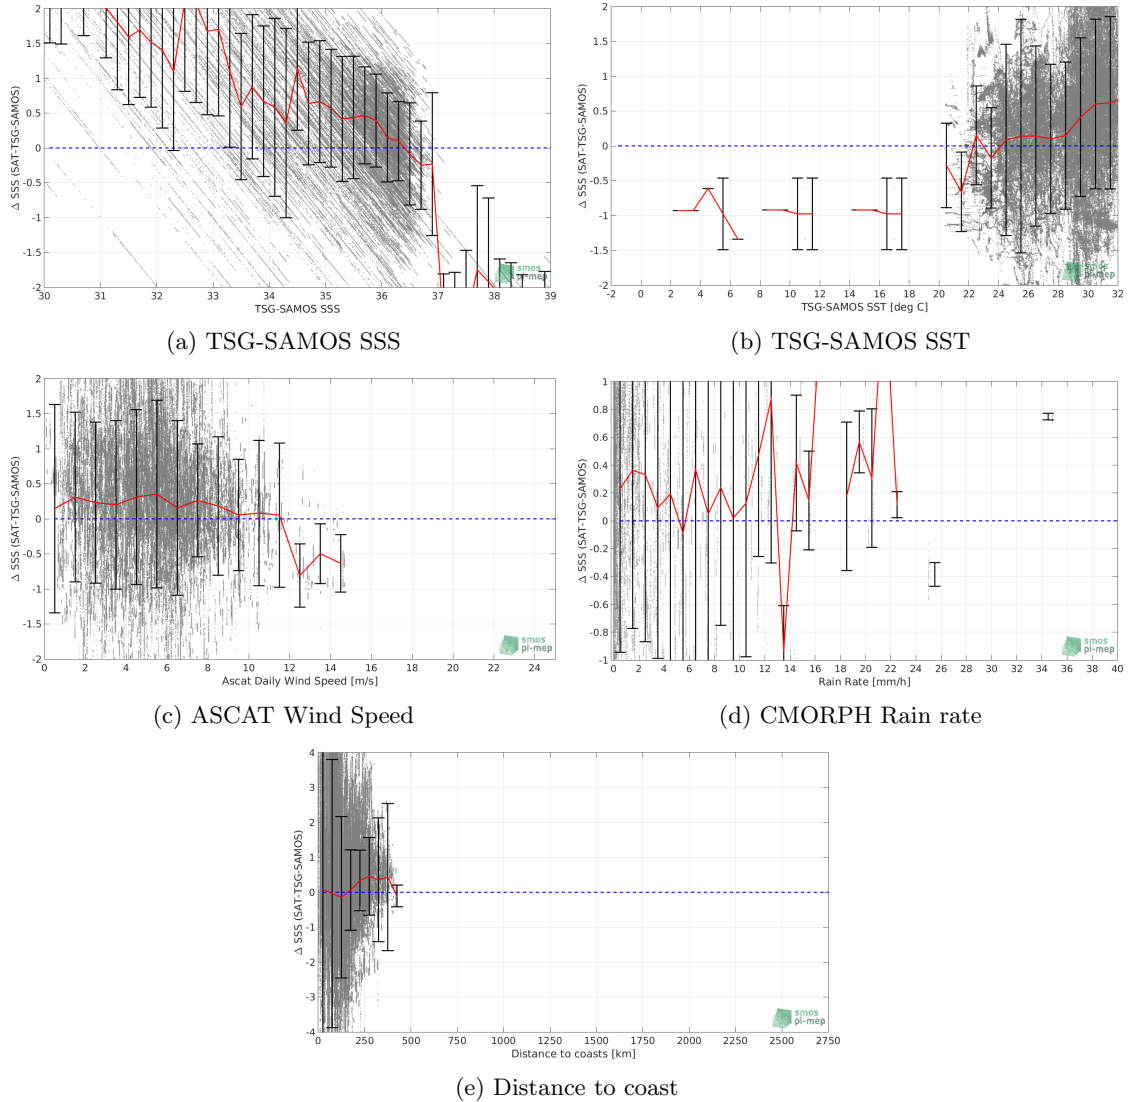 2
1.5
1
0.5
0
-0.5
-1
-1.5
-2
Δ SSS (SAT-TSG-SAMOS)
30 31 32 33 34 35 36 37 38 39
TSG-SAMOS SSS
smos
pi-mep
(a) TSG-SAMOS SSS
2
1.5
1
0.5
0
-0.5
-1
-1.5
-2
Δ SSS (SAT-TSG-SAMOS)
-2 0 2 4 6 8 10 12 14 16 18 20 22 24 26 28 30 32
TSG-SAMOS SST [deg C]
smos
pi-mep
(b) TSG-SAMOS SST
2
1.5
1
0.5
0
-0.5
-1
-1.5
-2
Δ SSS (SAT-TSG-SAMOS)
0 2 4 6 8 10 12 14 16 18 20 22 24
Ascat Daily Wind Speed [m/s]
smos
pi-mep
(c) ASCAT Wind Speed
1
0.8
0.6
0.4
0.2
0
-0.2
-0.4
-0.6
-0.8
-1
Δ SSS (SAT-TSG-SAMOS)
0 2 4 6 8 10 12 14 16 18 20 22 24 26 28 30 32 34 36 38 40
Rain Rate [mm/h]
smos
pi-mep
(d) CMORPH Rain rate
4
3
2
1
0
-1
-2
-3
-4
Δ SSS (SAT-TSG-SAMOS)
0 250 500 750 1000 1250 1500 1750 2000 2250 2500 2750
Distance to coasts [km]
smos
pi-mep
(e) Distance to coast